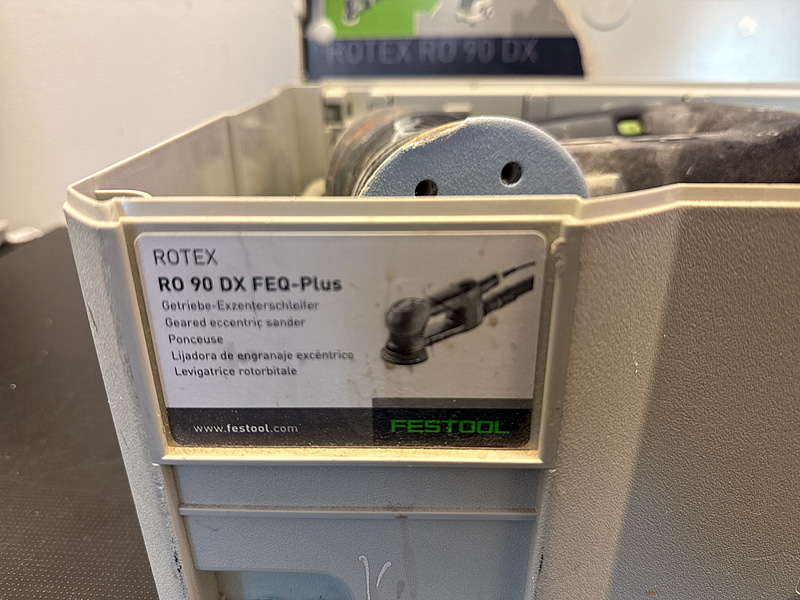 ROTEX RO 90 DX
ROTEX
RO 90 DX FEQ-Plus
Getriebe-Exzenterschleifer
Geared eccentric sander
Ponceuse
Lijadora de engranaje excéntrico
Levigatrice rotorbitale
www.festool.com
FESTOOL